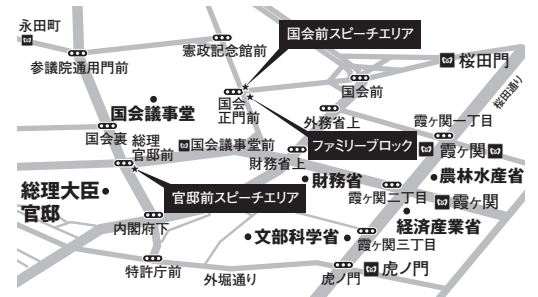 永田町
参議院通用門前
憲政記念館前
国会前スピーチエリア
桜田門
桜田通り
国会前
国会
正門前
国会議事堂
外務省上
霞ヶ関一丁目
国会裏
総理
官邸前
国会議事堂前
ファミリーブロック
霞ヶ関
財務省上
農林水産省
総理大臣
官邸
官邸前スピーチエリア
財務省
霞ヶ関二丁目
霞ヶ関
経済産業省
内閣府下
文部科学省
霞ヶ関三丁目
特許庁前
外堀通り
虎ノ門
虎ノ門